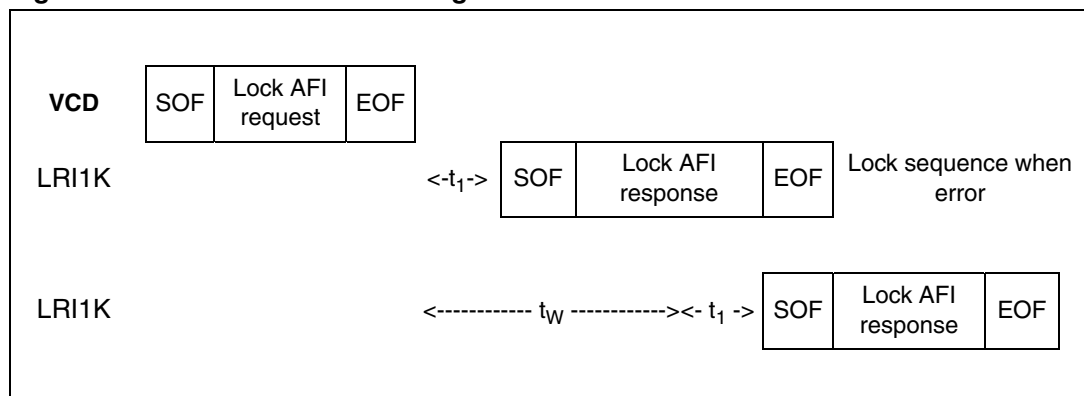 VCD SOF Lock AFI request EOF
LRI1K <-t1-> SOF Lock AFI response EOF Lock sequence when error
LRI1K <------------ tW ------------><- t1 -> SOF Lock AFI response EOF